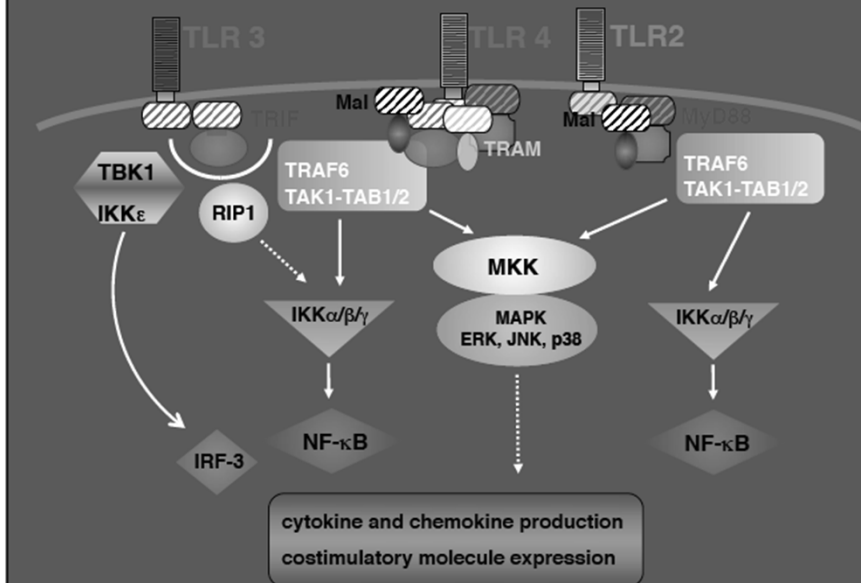 TLR 3
TLR 4
TLR2
Mal
TRIF
Mal
MyD88
TRAM
TBK1
IKKε
RIP1
TRAF6
TAK1-TAB1/2
TRAF6
TAK1-TAB1/2
MKK
MAPK
ERK, JNK, p38
IKKα/β/γ
IKKα/β/γ
IRF-3
NF-κB
NF-κB
cytokine and chemokine production
costimulatory molecule expression